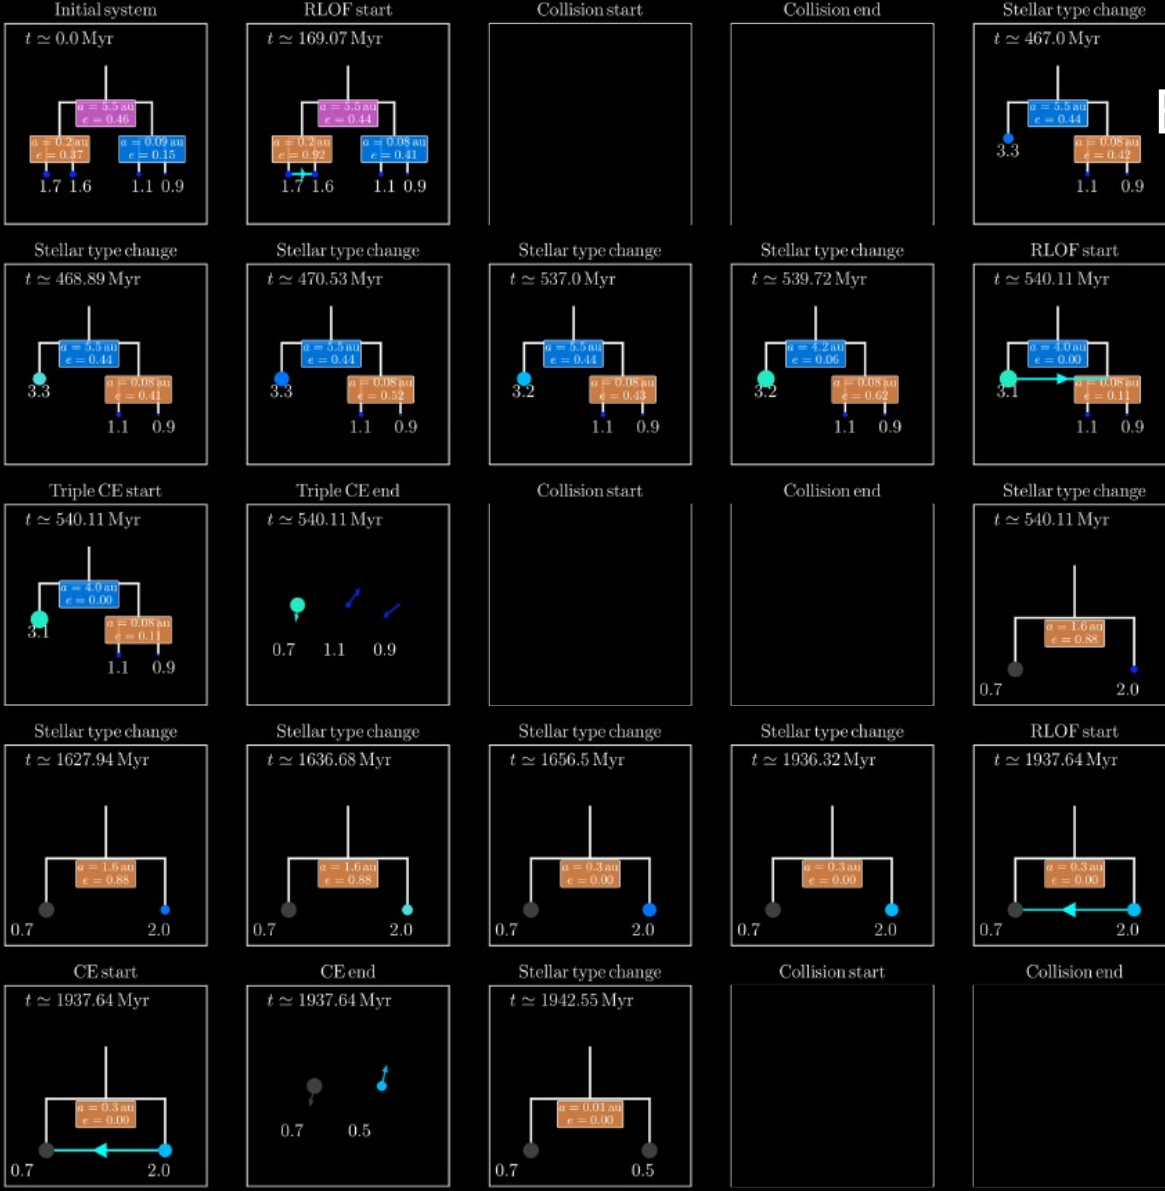 Initial system
t ≃ 0.0 Myr
a = 5.5 au
e = 0.46
a = 0.2 au
e = 0.37
a = 0.09 au
e = 0.15
1.7 1.6 1.1 0.9
RLOF start
t ≃ 169.07 Myr
a = 5.5 au
e = 0.44
a = 0.2 au
e = 0.92
a = 0.08 au
e = 0.41
1.7 1.6 1.1 0.9
Collision start
Collision end
Stellar type change
t ≃ 467.0 Myr
a = 5.5 au
e = 0.44
3.3
a = 0.08 au
e = 0.42
1.1 0.9
Stellar type change
t ≃ 468.89 Myr
a = 5.5 au
e = 0.44
3.3
a = 0.08 au
e = 0.41
1.1 0.9
Stellar type change
t ≃ 470.53 Myr
a = 5.5 au
e = 0.44
3.3
a = 0.08 au
e = 0.52
1.1 0.9
Stellar type change
t ≃ 537.0 Myr
a = 5.5 au
e = 0.44
3.2
a = 0.08 au
e = 0.43
1.1 0.9
Stellar type change
t ≃ 539.72 Myr
a = 4.2 au
e = 0.06
3.2
a = 0.08 au
e = 0.62
1.1 0.9
RLOF start
t ≃ 540.11 Myr
a = 4.0 au
e = 0.00
3.1
a = 0.08 au
e = 0.11
1.1 0.9
Triple CE start
t ≃ 540.11 Myr
a = 4.0 au
e = 0.00
3.1
a = 0.08 au
e = 0.11
1.1 0.9
Triple CE end
t ≃ 540.11 Myr
0.7 1.1 0.9
Collision start
Collision end
Stellar type change
t ≃ 540.11 Myr
a = 1.6 au
e = 0.88
0.7 2.0
Stellar type change
t ≃ 1627.94 Myr
a = 1.6 au
e = 0.88
0.7 2.0
Stellar type change
t ≃ 1636.68 Myr
a = 1.6 au
e = 0.88
0.7 2.0
Stellar type change
t ≃ 1656.5 Myr
a = 0.3 au
e = 0.00
0.7 2.0
Stellar type change
t ≃ 1936.32 Myr
a = 0.3 au
e = 0.00
0.7 2.0
RLOF start
t ≃ 1937.64 Myr
a = 0.3 au
e = 0.00
0.7 2.0
CE start
t ≃ 1937.64 Myr
a = 0.3 au
e = 0.00
0.7 2.0
CE end
t ≃ 1937.64 Myr
0.7 0.5
Stellar type change
t ≃ 1942.55 Myr
a = 0.01 au
e = 0.00
0.7 0.5
Collision start
Collision end